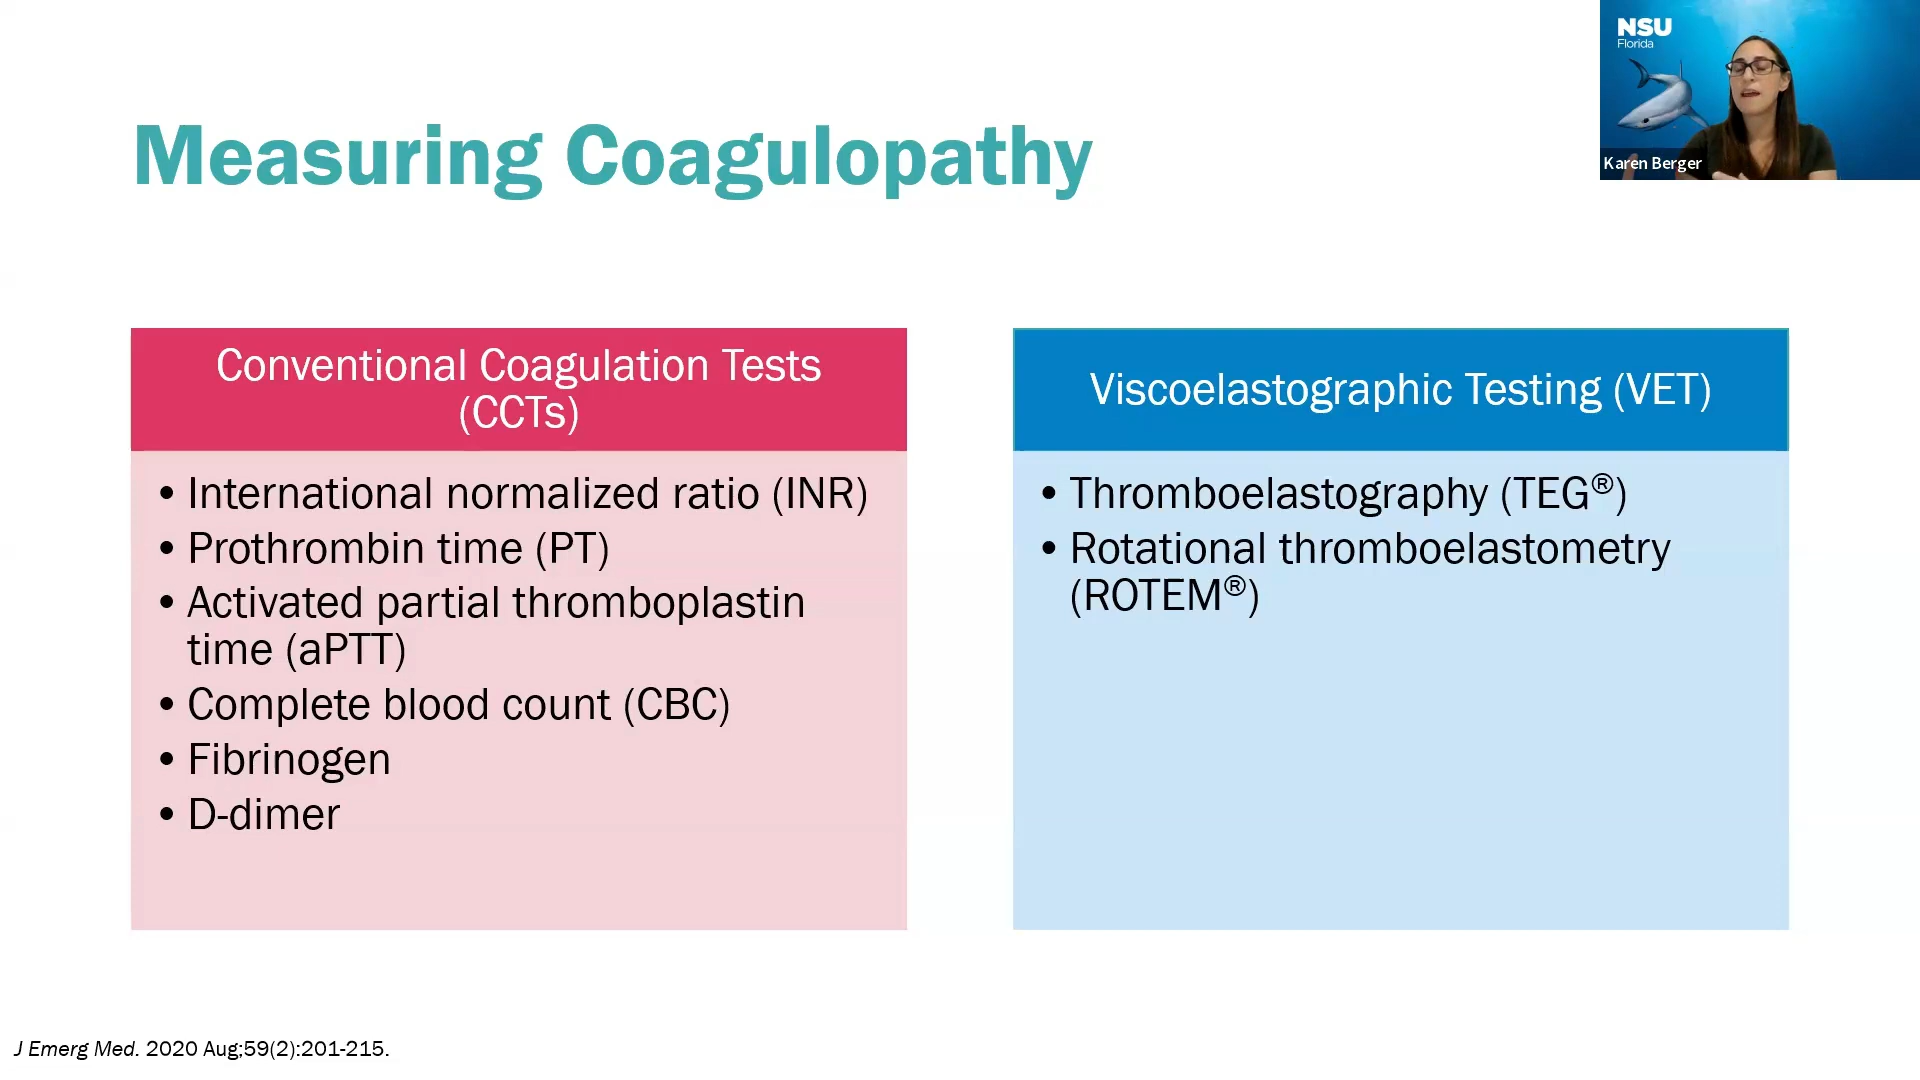 NSU
Florida
Karen Berger
Measuring Coagulopathy
Conventional Coagulation Tests
(CCTs)
• International normalized ratio (INR)
• Prothrombin time (PT)
• Activated partial thromboplastin
time (aPTT)
• Complete blood count (CBC)
• Fibrinogen
• D-dimer
Viscoelastographic Testing (VET)
• Thromboelastography (TEG®)
• Rotational thromboelastometry
(ROTEM®)
J Emerg Med. 2020 Aug;59(2):201-215.